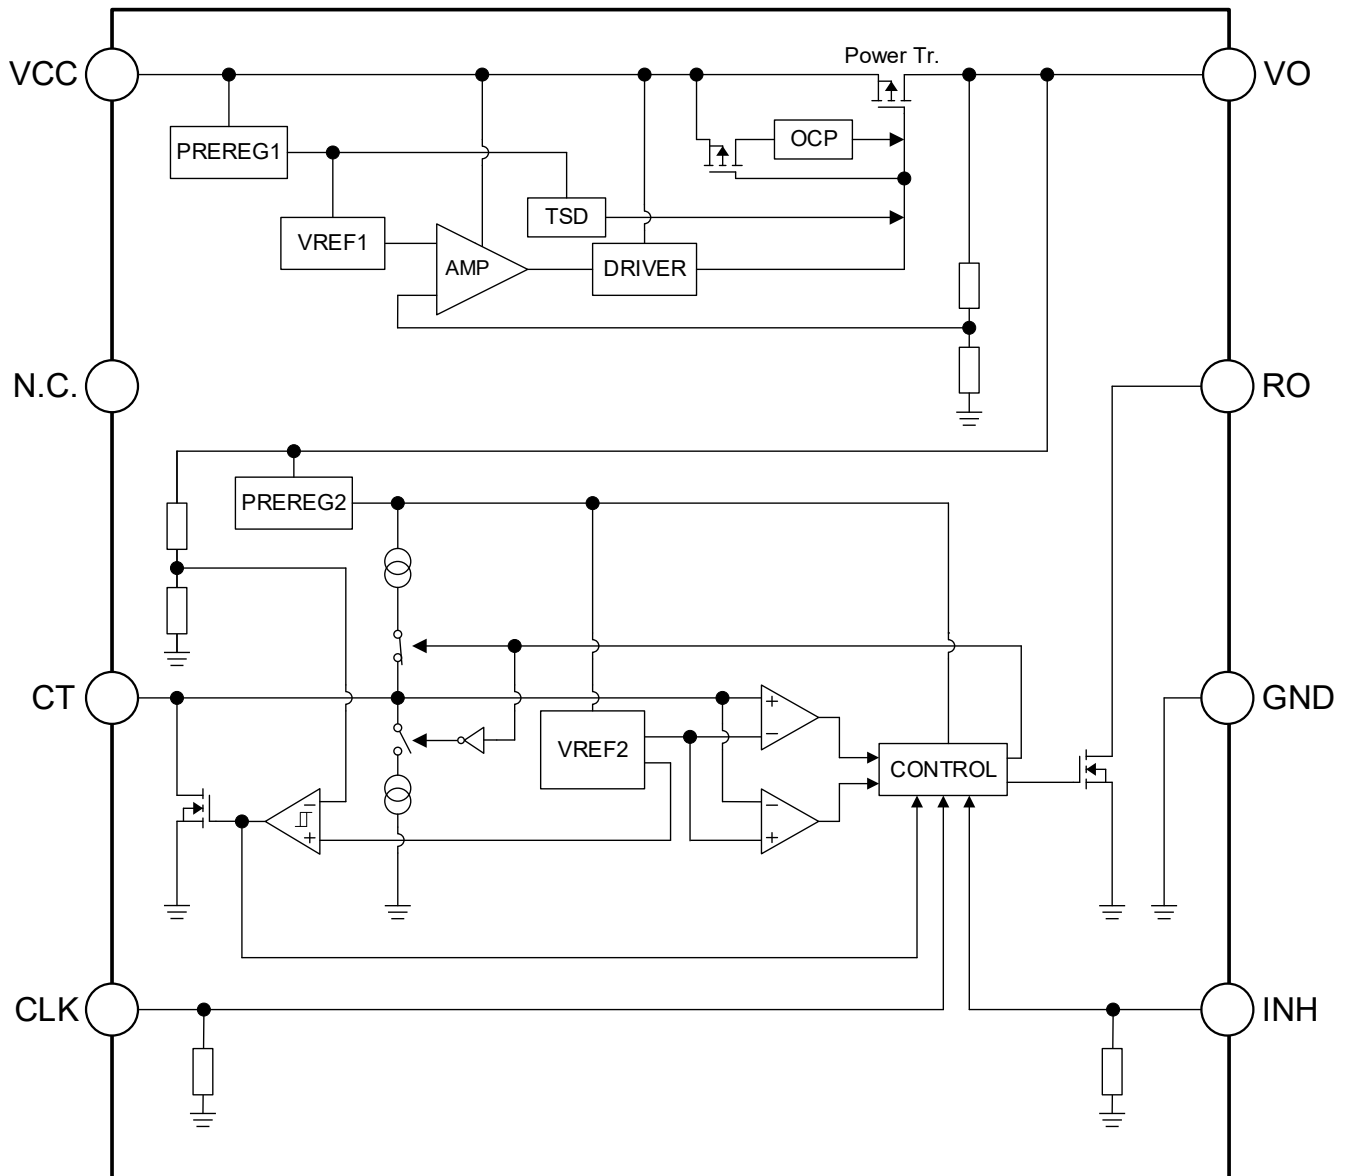 Power Tr.
VCC
VO
PREREG1
OCP
TSD
VREF1
AMP
DRIVER
N.C.
RO
PREREG2
CT
GND
+
−
VREF2
CONTROL
−
−
+
+
CLK
INH